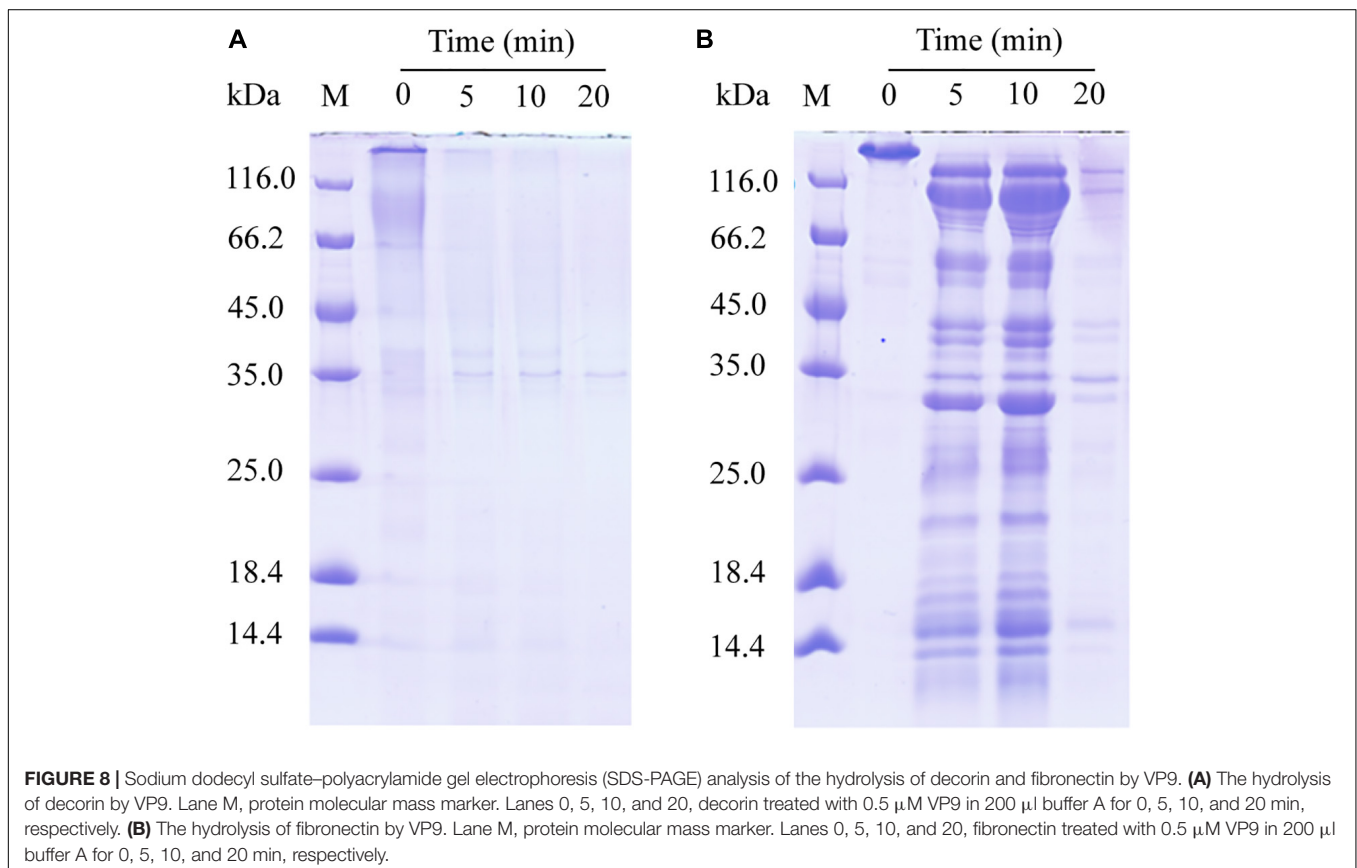 A
Time (min)
kDa M 0 5 10 20
116.0
66.2
45.0
35.0
25.0
18.4
14.4
B
Time (min)
kDa M 0 5 10 20
116.0
66.2
45.0
35.0
25.0
18.4
14.4
FIGURE 8 | Sodium dodecyl sulfate–polyacrylamide gel electrophoresis (SDS-PAGE) analysis of the hydrolysis of decorin and fibronectin by VP9. (A) The hydrolysis
of decorin by VP9. Lane M, protein molecular mass marker. Lanes 0, 5, 10, and 20, decorin treated with 0.5 μM VP9 in 200 μl buffer A for 0, 5, 10, and 20 min,
respectively. (B) The hydrolysis of fibronectin by VP9. Lane M, protein molecular mass marker. Lanes 0, 5, 10, and 20, fibronectin treated with 0.5 μM VP9 in 200 μl
buffer A for 0, 5, 10, and 20 min, respectively.